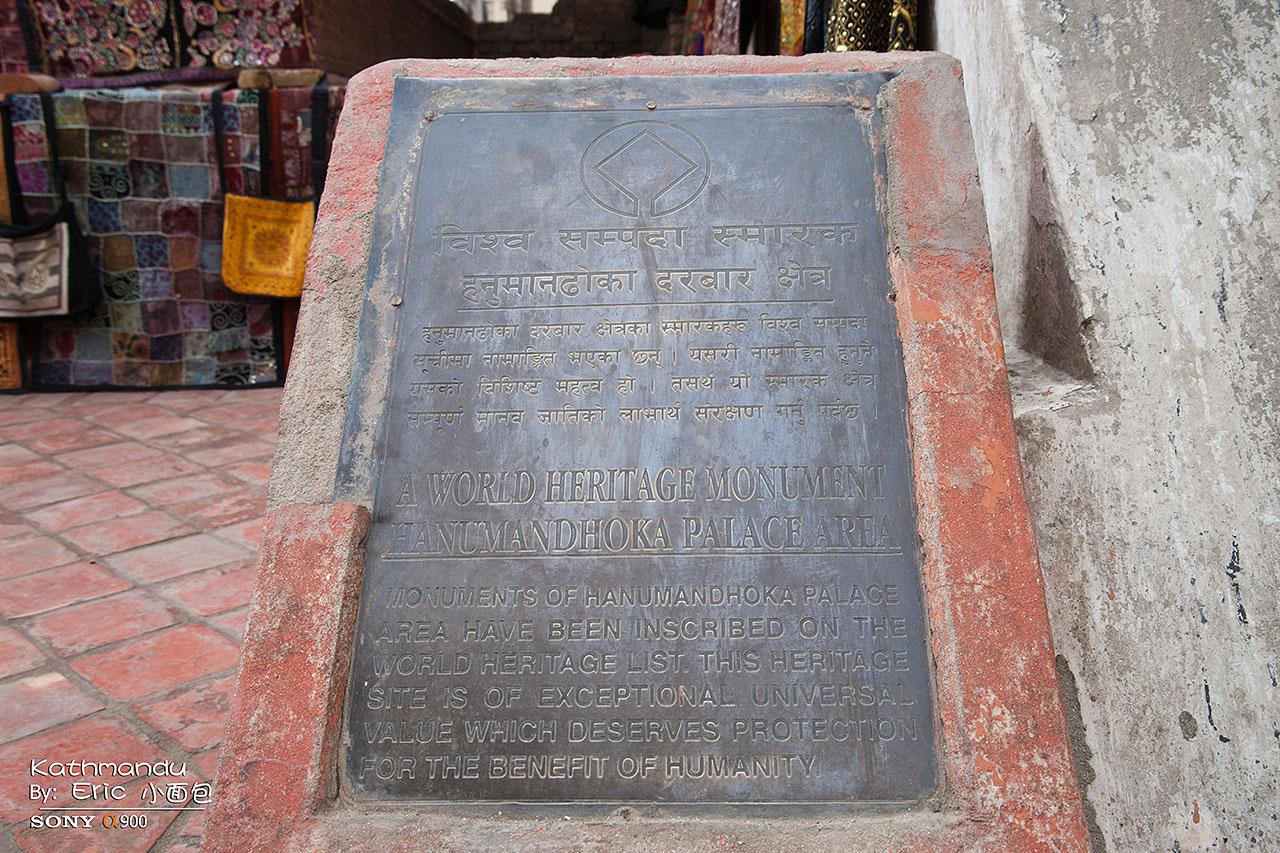 विश्व सम्पदा स्मारक
हनुमानढोका दरबार क्षेत्र
हनुमानढोका दरबार क्षेत्रका स्मारकहरु विश्व सम्पदा
सूचीमा नामाङ्कित भएका छन् । यसरी नामाङ्कित हुनुले
यसको विशिष्ट महत्व हो । तसर्थ यो स्मारक क्षेत्र
सम्पूर्ण मानव जातिको लाभार्थ संरक्षण गर्नु पर्दछ ।
A WORLD HERITAGE MONUMENT
HANUMANDHOKA PALACE AREA
MONUMENTS OF HANUMANDHOKA PALACE
AREA HAVE BEEN INSCRIBED ON THE
WORLD HERITAGE LIST. THIS HERITAGE
SITE IS OF EXCEPTIONAL UNIVERSAL
VALUE WHICH DESERVES PROTECTION
FOR THE BENEFIT OF HUMANITY.
Kathmandu
By: Eric 小面包
SONY α900